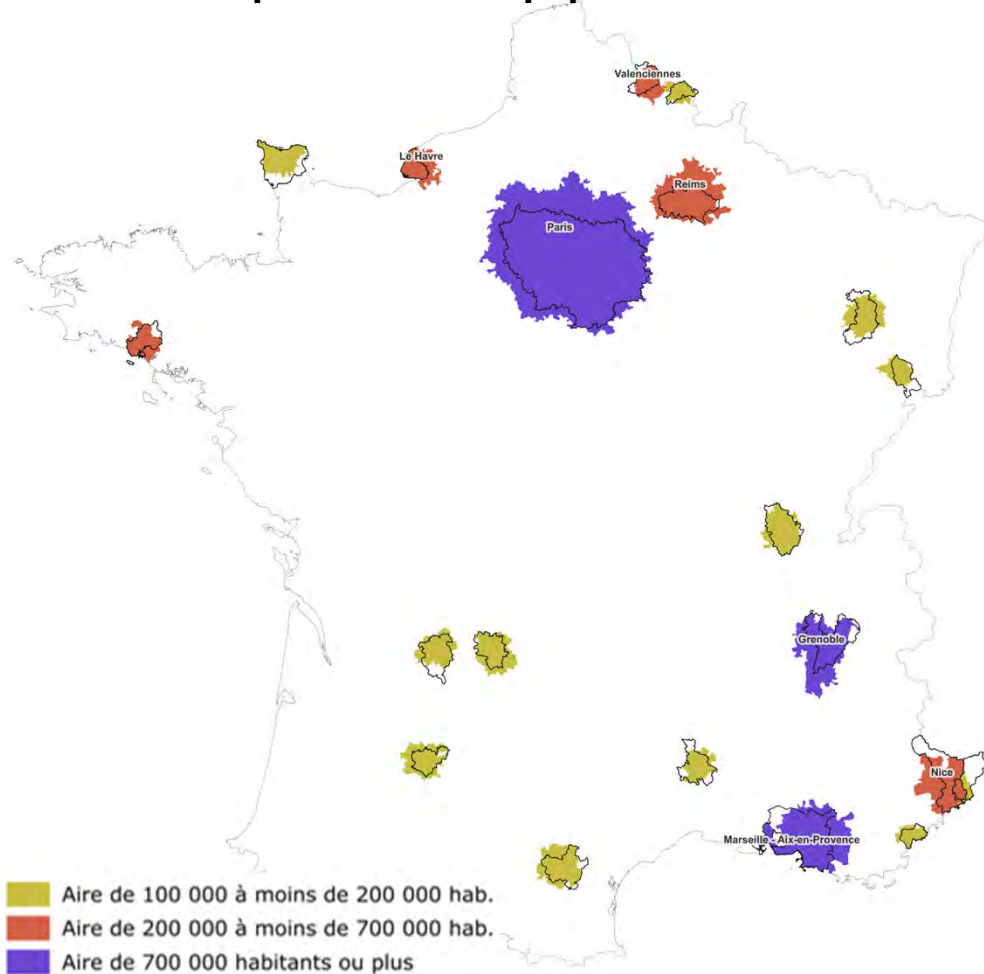 Valenciennes
Le Havre
Reims
Paris
Grenoble
Nice
Marseille - Aix-en-Provence
Aire de 100 000 à moins de 200 000 hab.
Aire de 200 000 à moins de 700 000 hab.
Aire de 700 000 habitants ou plus